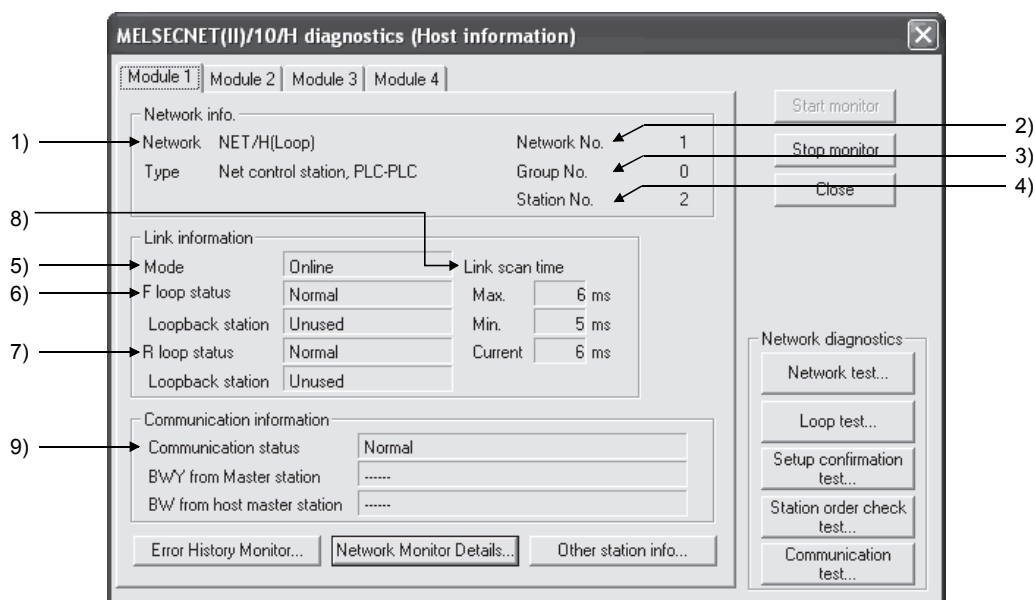 MELSECNET(II)/10/H diagnostics (Host information)
Module 1 Module 2 Module 3 Module 4
Network info.
1) Network NET/H(Loop)
Type Net control station, PLC-PLC
Network No. 1 2)
Group No. 0 3)
Station No. 2 4)
Start monitor
Stop monitor
Close
8)
Link information
5) Mode Online
6) F loop status Normal
Loopback station Unused
7) R loop status Normal
Loopback station Unused
Link scan time
Max. 6 ms
Min. 5 ms
Current 6 ms
Communication information
9) Communication status Normal
BWY from Master station ------
BW from host master station ------
Error History Monitor... Network Monitor Details... Other station info...
Network diagnostics
Network test...
Loop test...
Setup confirmation
test...
Station order check
test...
Communication
test...